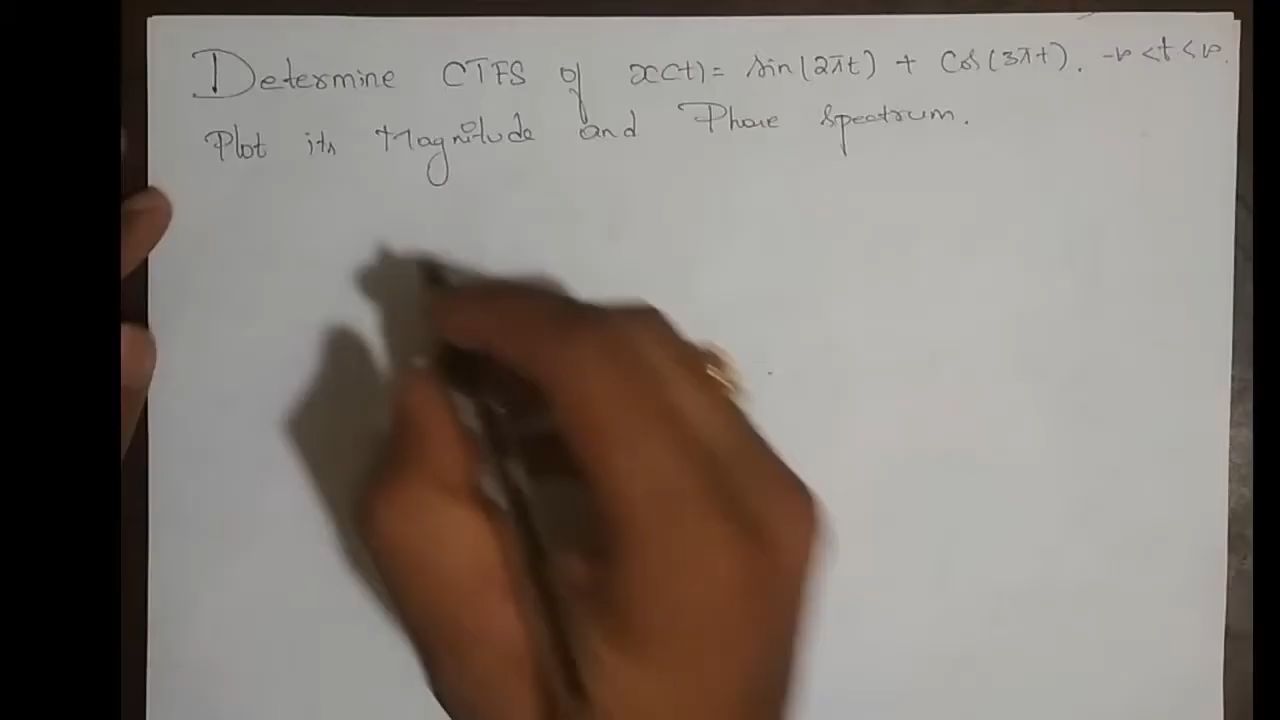 Determine CTFS of x(t) = sin(2πt) + Cos(3πt). -∞ < t < ∞.
Plot its Magnitude and Phase spectrum.